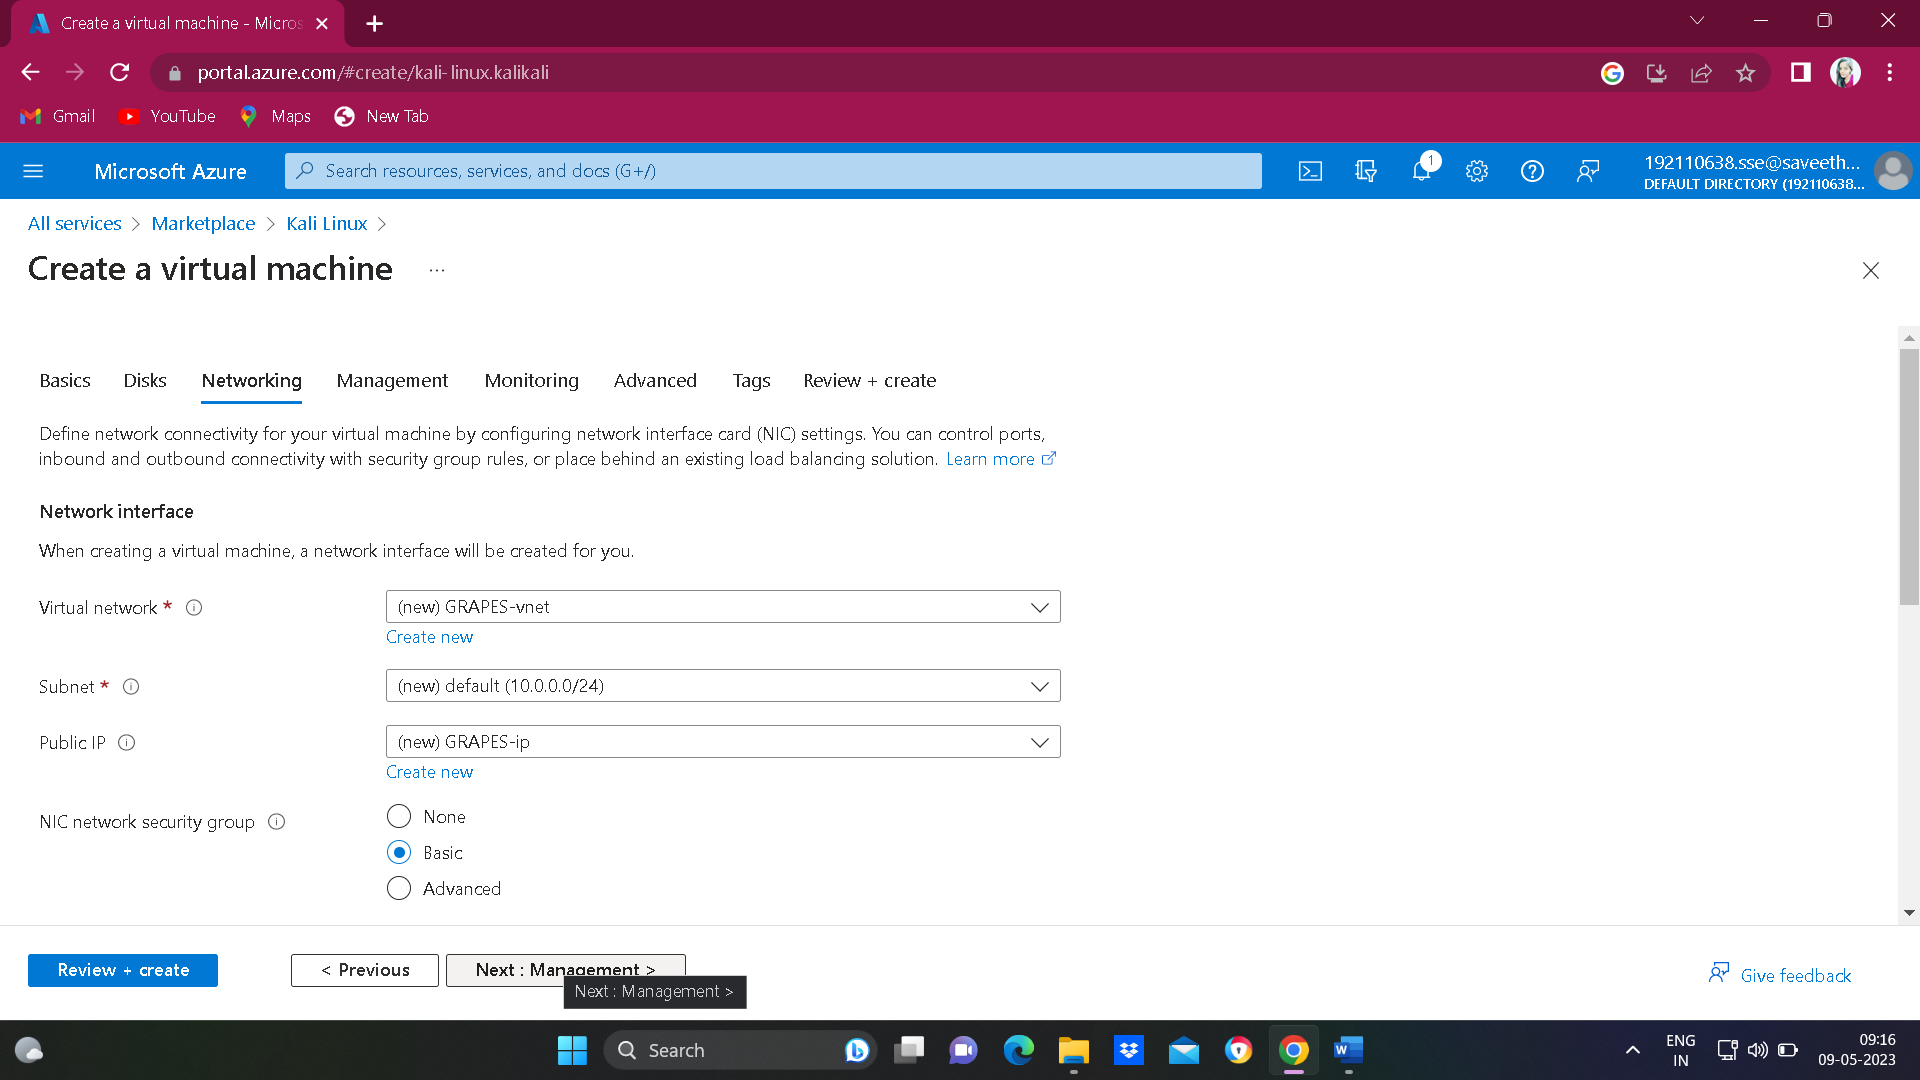 Create a virtual machine - Micros
portal.azure.com/#create/kali-linux.kalikali
Gmail
YouTube
Maps
New Tab
Microsoft Azure
Search resources, services, and docs (G+/)
1
192110638.sse@saveeth...
DEFAULT DIRECTORY (192110638...
All services > Marketplace > Kali Linux >
Create a virtual machine ...
Basics
Disks
Networking
Management
Monitoring
Advanced
Tags
Review + create
Define network connectivity for your virtual machine by configuring network interface card (NIC) settings. You can control ports,
inbound and outbound connectivity with security group rules, or place behind an existing load balancing solution. Learn more
Network interface
When creating a virtual machine, a network interface will be created for you.
Virtual network *
(new) GRAPES-vnet
Create new
Subnet *
(new) default (10.0.0.0/24)
Public IP
(new) GRAPES-ip
Create new
NIC network security group
None
Basic
Advanced
Review + create
< Previous
Next : Management >
Next : Management >
Give feedback
Search
ENG
IN
09:16
09-05-2023